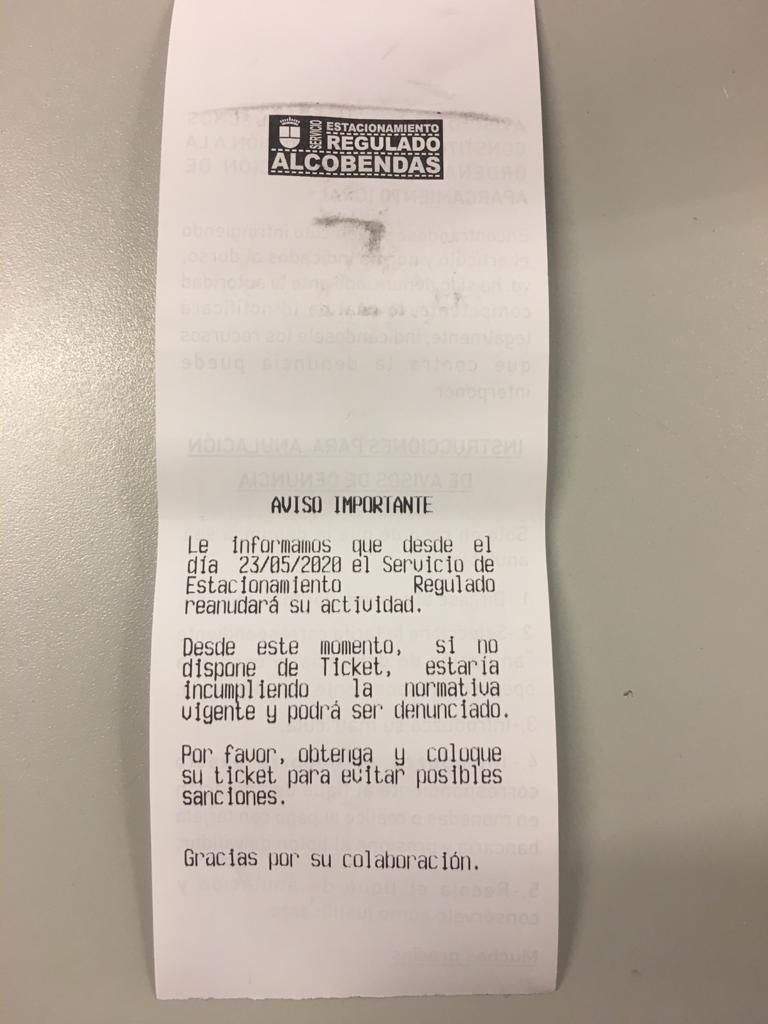 SERVICIO
ESTACIONAMIENTO
REGULADO
ALCOBENDAS
AVISO IMPORTANTE
Le informamos que desde el
día 23/05/2020 el Servicio de
Estacionamiento Regulado
reanudará su actividad.
Desde este momento, si no
dispone de Ticket, estaría
incumpliendo la normativa
vigente y podrá ser denunciado.
Por favor, obtenga y coloque
su ticket para evitar posibles
sanciones.
Gracias por su colaboración.